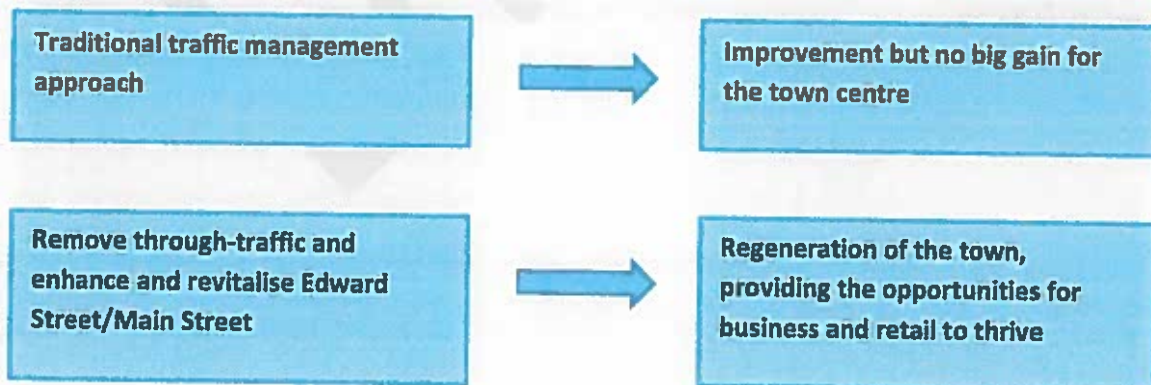 Traditional traffic management
approach
Improvement but no big gain for
the town centre
Remove through-traffic and
enhance and revitalise Edward
Street/Main Street
Regeneration of the town,
providing the opportunities for
business and retail to thrive